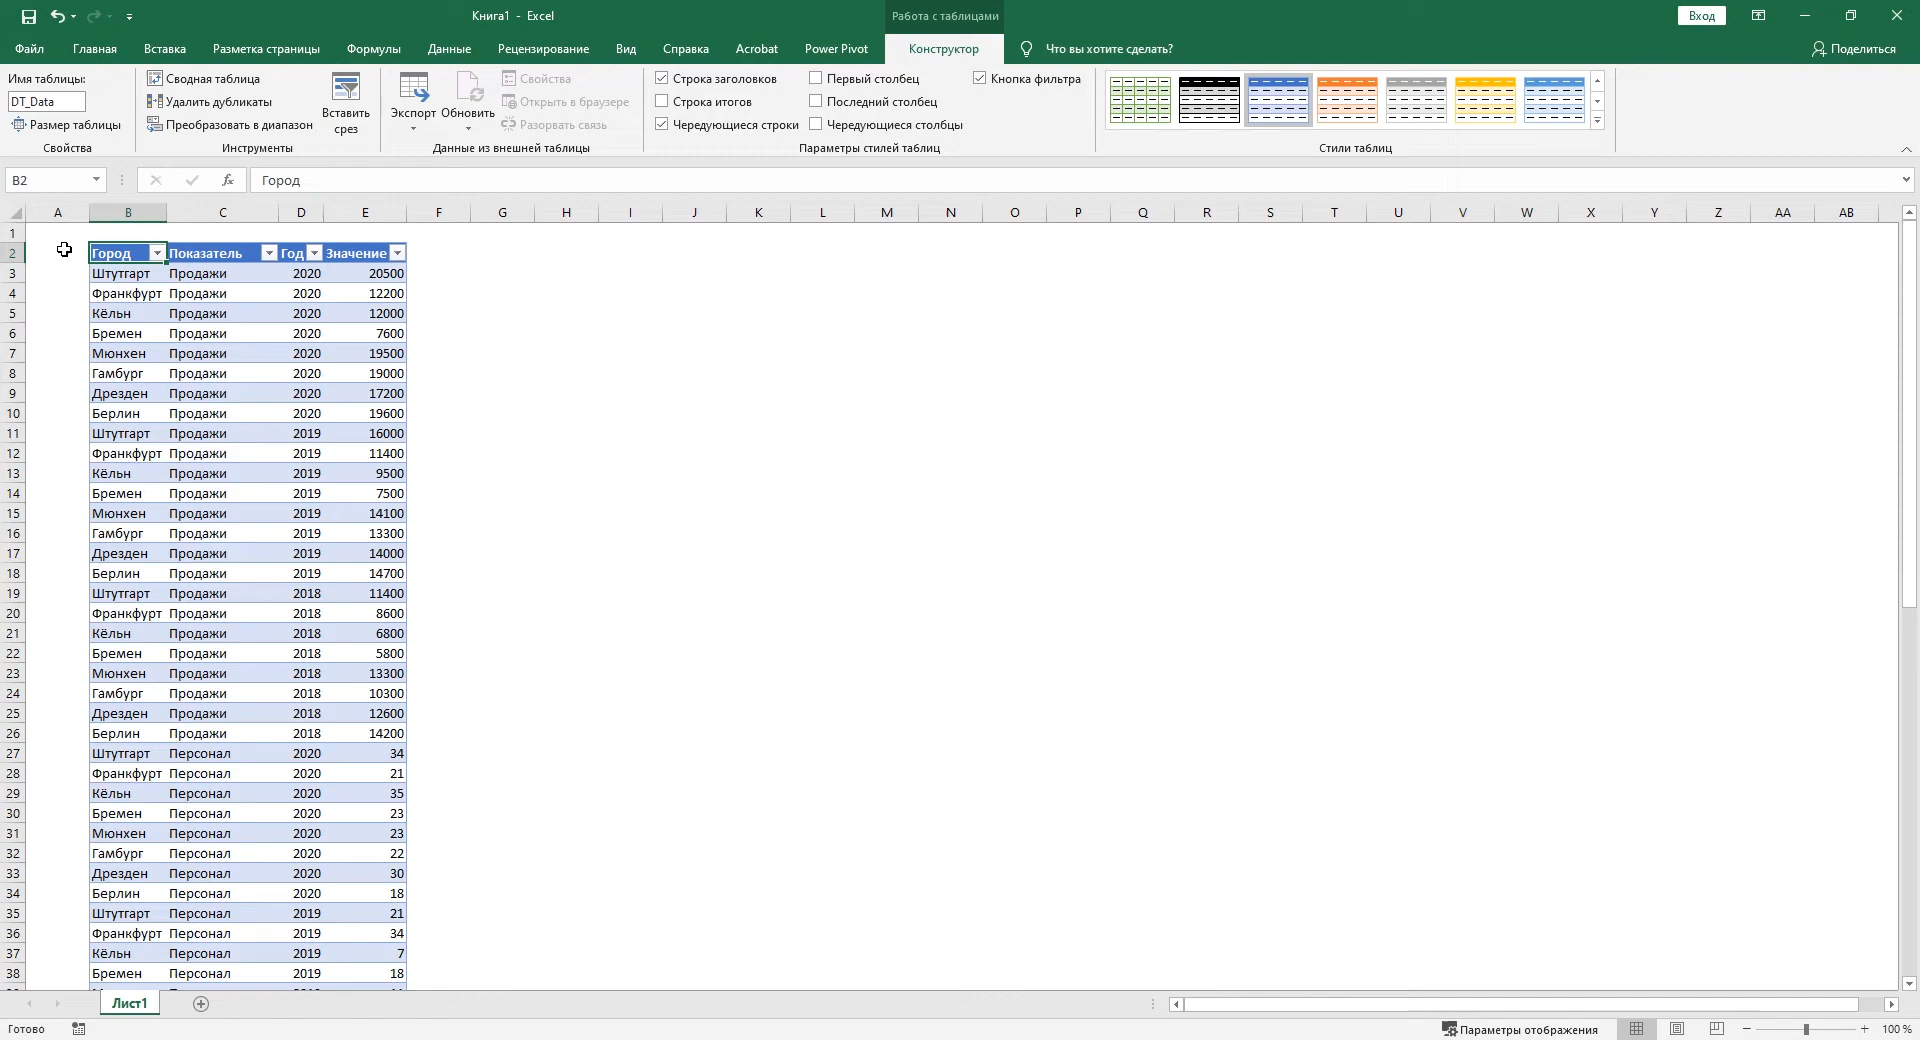 Книга1 - Excel
Работа с таблицами
Вход
Файл Главная Вставка Разметка страницы Формулы Данные Рецензирование Вид Справка Acrobat Power Pivot Конструктор Что вы хотите сделать? Поделиться
Имя таблицы:
DT_Data
Размер таблицы
Свойства
Сводная таблица
Удалить дубликаты
Преобразовать в диапазон
Вставить
срез
Инструменты
Экспорт
Обновить
Свойства
Открыть в браузере
Разорвать связь
Данные из внешней таблицы
Строка заголовков
Строка итогов
Чередующиеся строки
Первый столбец
Последний столбец
Чередующиеся столбцы
Кнопка фильтра
Параметры стилей таблиц
Стили таблиц
B2 fx Город
A B C D E F G H I J K L M N O P Q R S T U V W X Y Z AA AB
1
2 Город Показатель Год Значение
3 Штутгарт Продажи 2020 20500
4 Франкфурт Продажи 2020 12200
5 Кёльн Продажи 2020 12000
6 Бремен Продажи 2020 7600
7 Мюнхен Продажи 2020 19500
8 Гамбург Продажи 2020 19000
9 Дрезден Продажи 2020 17200
10 Берлин Продажи 2020 19600
11 Штутгарт Продажи 2019 16000
12 Франкфурт Продажи 2019 11400
13 Кёльн Продажи 2019 9500
14 Бремен Продажи 2019 7500
15 Мюнхен Продажи 2019 14100
16 Гамбург Продажи 2019 13300
17 Дрезден Продажи 2019 14000
18 Берлин Продажи 2019 14700
19 Штутгарт Продажи 2018 11400
20 Франкфурт Продажи 2018 8600
21 Кёльн Продажи 2018 6800
22 Бремен Продажи 2018 5800
23 Мюнхен Продажи 2018 13300
24 Гамбург Продажи 2018 10300
25 Дрезден Продажи 2018 12600
26 Берлин Продажи 2018 14200
27 Штутгарт Персонал 2020 34
28 Франкфурт Персонал 2020 21
29 Кёльн Персонал 2020 35
30 Бремен Персонал 2020 23
31 Мюнхен Персонал 2020 23
32 Гамбург Персонал 2020 22
33 Дрезден Персонал 2020 30
34 Берлин Персонал 2020 18
35 Штутгарт Персонал 2019 21
36 Франкфурт Персонал 2019 34
37 Кёльн Персонал 2019 7
38 Бремен Персонал 2019 18
Лист1
Готово
Параметры отображения
100 %